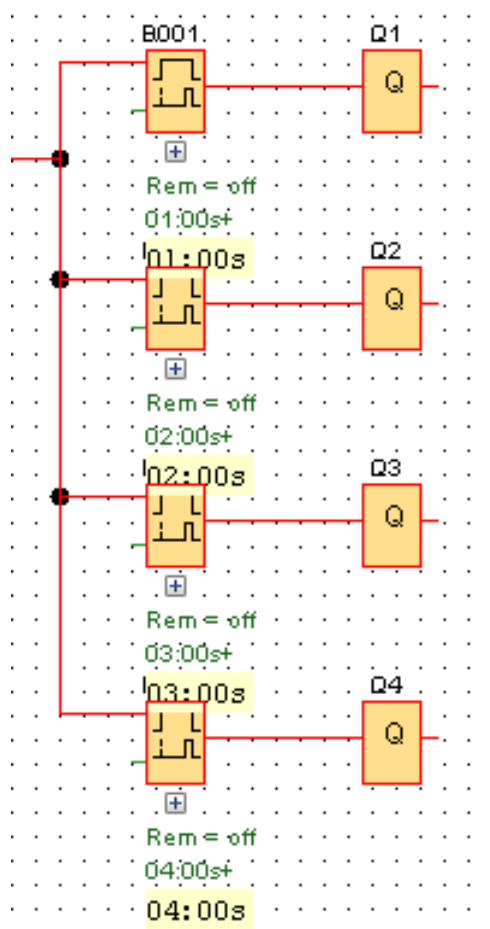 B001
Q1
Q
Rem = off
01:00s+
01:00s
Q2
Q
Rem = off
02:00s+
02:00s
Q3
Q
Rem = off
03:00s+
03:00s
Q4
Q
Rem = off
04:00s+
04:00s